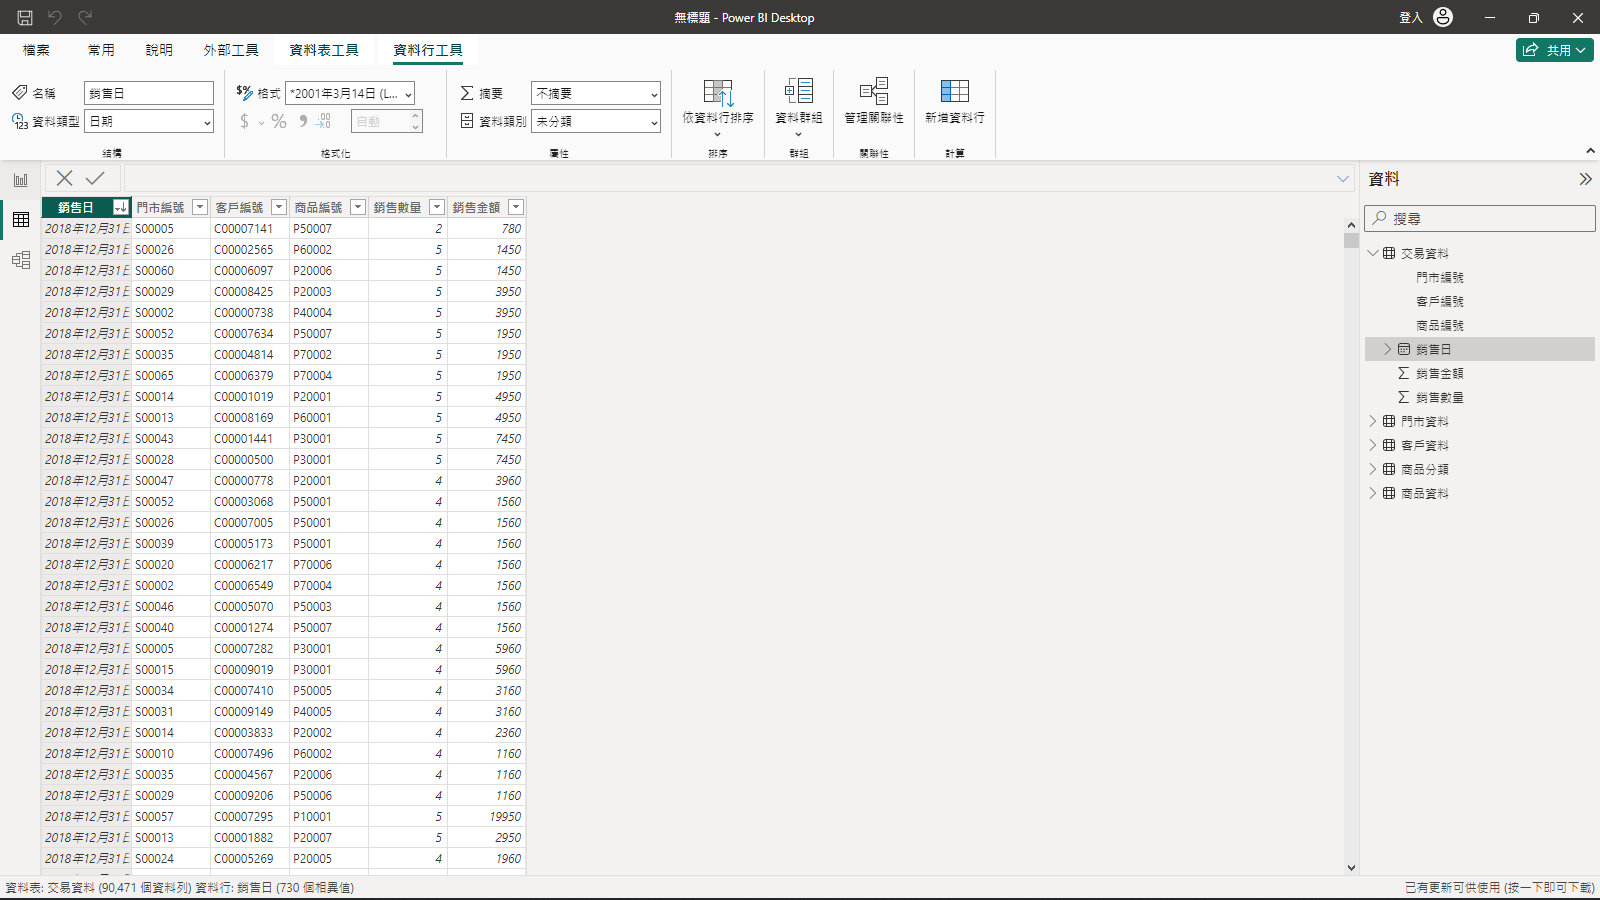 無標題 - Power BI Desktop
登入
檔案 常用 說明 外部工具 資料表工具 資料行工具
共用
名稱 銷售日
資料類型 日期
結構
格式 *2001年3月14日 (L...
$ % 9 .00 自動
格式化
摘要 不摘要
資料類別 未分類
屬性
依資料行排序
排序
資料群組
群組
管理關聯性
關聯性
新增資料行
計算
資料
搜尋
銷售日 門市編號 客戶編號 商品編號 銷售數量 銷售金額
2018年12月31日 S00005 C00007141 P50007 2 780
2018年12月31日 S00026 C00002565 P60002 5 1450
2018年12月31日 S00060 C00006097 P20006 5 1450
2018年12月31日 S00029 C00008425 P20003 5 3950
2018年12月31日 S00002 C00000738 P40004 5 3950
2018年12月31日 S00052 C00007634 P50007 5 1950
2018年12月31日 S00035 C00004814 P70002 5 1950
2018年12月31日 S00065 C00006379 P70004 5 1950
2018年12月31日 S00014 C00001019 P20001 5 4950
2018年12月31日 S00013 C00008169 P60001 5 4950
2018年12月31日 S00043 C00001441 P30001 5 7450
2018年12月31日 S00028 C00000500 P30001 5 7450
2018年12月31日 S00047 C00000778 P20001 4 3960
2018年12月31日 S00052 C00003068 P50001 4 1560
2018年12月31日 S00026 C00007005 P50001 4 1560
2018年12月31日 S00039 C00005173 P50001 4 1560
2018年12月31日 S00020 C00006217 P70006 4 1560
2018年12月31日 S00002 C00006549 P70004 4 1560
2018年12月31日 S00046 C00005070 P50003 4 1560
2018年12月31日 S00040 C00001274 P50007 4 1560
2018年12月31日 S00005 C00007282 P30001 4 5960
2018年12月31日 S00015 C00009019 P30001 4 5960
2018年12月31日 S00034 C00007410 P50005 4 3160
2018年12月31日 S00031 C00009149 P40005 4 3160
2018年12月31日 S00014 C00003833 P20002 4 2360
2018年12月31日 S00010 C00007496 P60002 4 1160
2018年12月31日 S00035 C00004567 P20006 4 1160
2018年12月31日 S00029 C00009206 P50006 4 1160
2018年12月31日 S00057 C00007295 P10001 5 19950
2018年12月31日 S00013 C00001882 P20007 5 2950
2018年12月31日 S00024 C00005269 P20005 4 1960
交易資料
門市編號
客戶編號
商品編號
銷售日
銷售金額
銷售數量
門市資料
客戶資料
商品分類
商品資料
資料表: 交易資料 (90,471 個資料列) 資料行: 銷售日 (730 個相異值)
已有更新可供使用 (按一下即可下載)